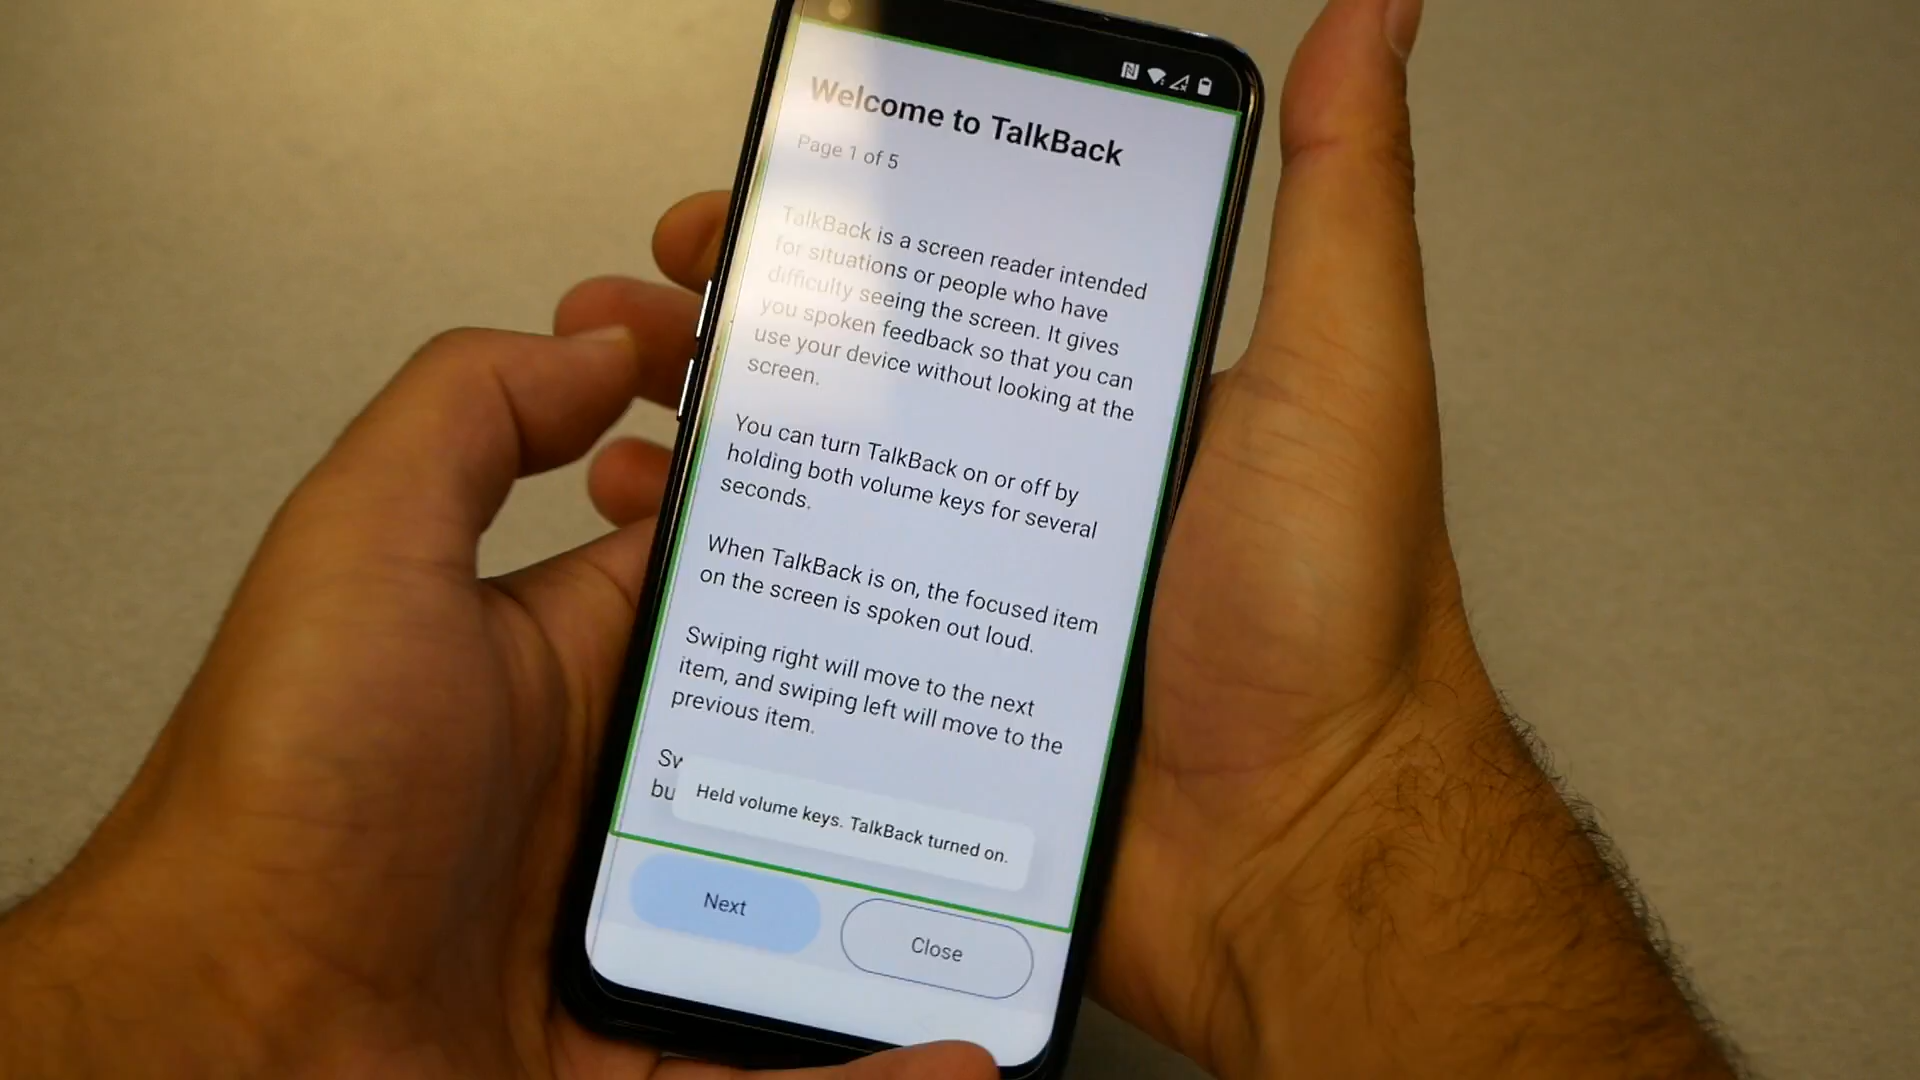 Welcome to TalkBack
Page 1 of 5
TalkBack is a screen reader intended
for situations or people who have
difficulty seeing the screen. It gives
you spoken feedback so that you can
use your device without looking at the
screen.
You can turn TalkBack on or off by
holding both volume keys for several
seconds.
When TalkBack is on, the focused item
on the screen is spoken out loud.
Swiping right will move to the next
item, and swiping left will move to the
previous item.
Held volume keys. TalkBack turned on.
Next
Close